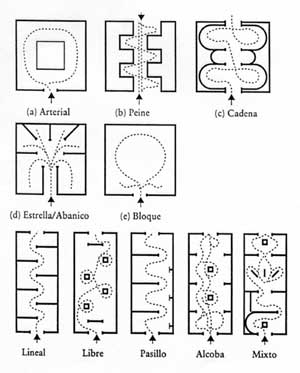 (a) Arterial (b) Peine (c) Cadena
(d) Estrella/Abanico (e) Bloque
Lineal Libre Pasillo Alcoba Mixto